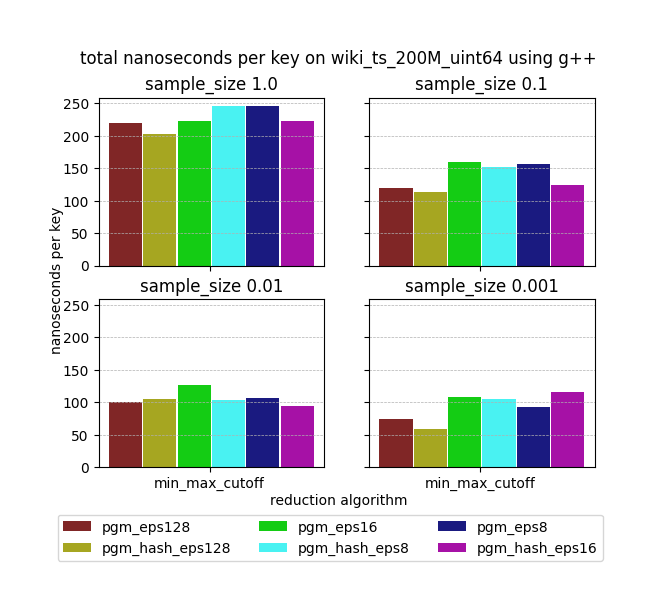 total nanoseconds per key on wiki_ts_200M_uint64 using g++
sample_size 1.0
sample_size 0.1
250
200
150
100
50
0
nanoseconds per key
sample_size 0.01
sample_size 0.001
250
200
150
100
50
0
min_max_cutoff
min_max_cutoff
reduction algorithm
pgm_eps128
pgm_eps16
pgm_eps8
pgm_hash_eps128
pgm_hash_eps8
pgm_hash_eps16